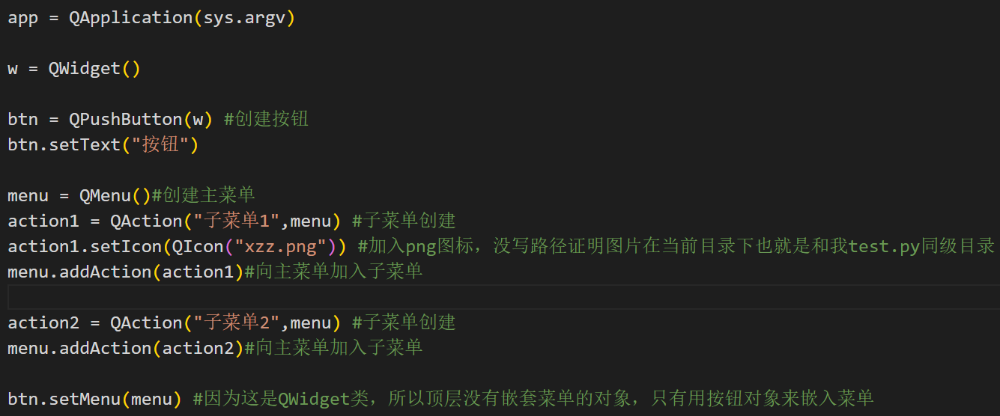 app = QApplication(sys.argv)
w = QWidget()
btn = QPushButton(w) #创建按钮
btn.setText("按钮")
menu = QMenu()#创建主菜单
action1 = QAction("子菜单1",menu) #子菜单创建
action1.setIcon(QIcon("xzz.png")) #加入png图标，没写路径证明图片在当前目录下也就是和我test.py同级目录
menu.addAction(action1)#向主菜单加入子菜单
action2 = QAction("子菜单2",menu) #子菜单创建
menu.addAction(action2)#向主菜单加入子菜单
btn.setMenu(menu) #因为这是QWidget类，所以顶层没有嵌套菜单的对象，只有用按钮对象来嵌入菜单